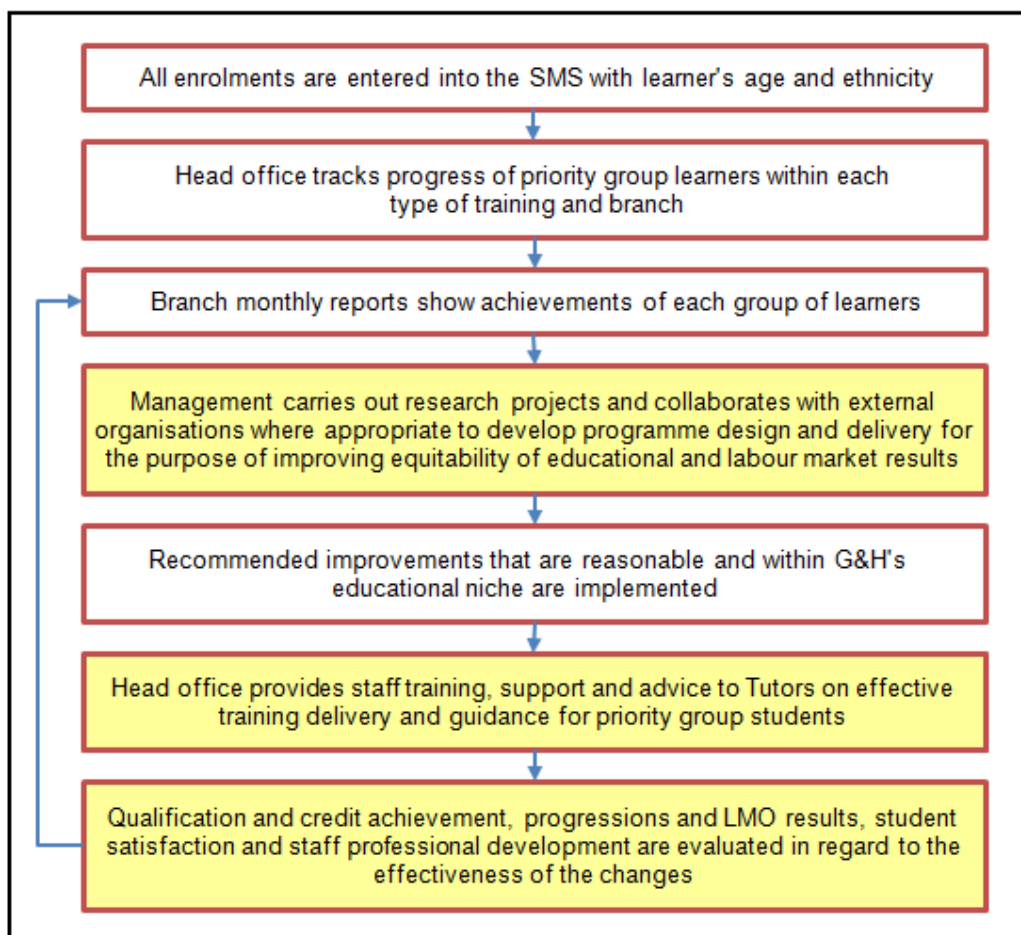 All enrolments are entered into the SMS with learner's age and ethnicity
Head office tracks progress of priority group learners within each
type of training and branch
Branch monthly reports show achievements of each group of learners
Management carries out research projects and collaborates with external
organisations where appropriate to develop programme design and delivery for
the purpose of improving equitability of educational and labour market results
Recommended improvements that are reasonable and within G&H's
educational niche are implemented
Head office provides staff training, support and advice to Tutors on effective
training delivery and guidance for priority group students
Qualification and credit achievement, progressions and LMO results, student
satisfaction and staff professional development are evaluated in regard to the
effectiveness of the changes